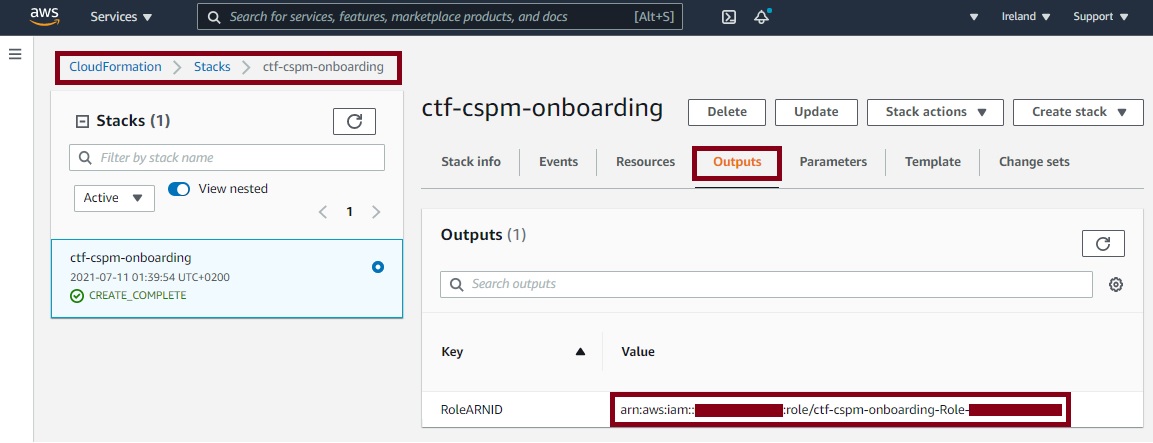 aws Services Search for services, features, marketplace products, and docs [Alt+S] Ireland Support
CloudFormation Stacks ctf-cspm-onboarding
Stacks (1)
Filter by stack name
Active View nested
1
ctf-cspm-onboarding
2021-07-11 01:39:54 UTC+0200
CREATE_COMPLETE
ctf-cspm-onboarding Delete Update Stack actions Create stack
Stack info Events Resources Outputs Parameters Template Change sets
Outputs (1)
Search outputs
Key Value
RoleARNID arn:aws:iam:: :role/ctf-cspm-onboarding-Role-